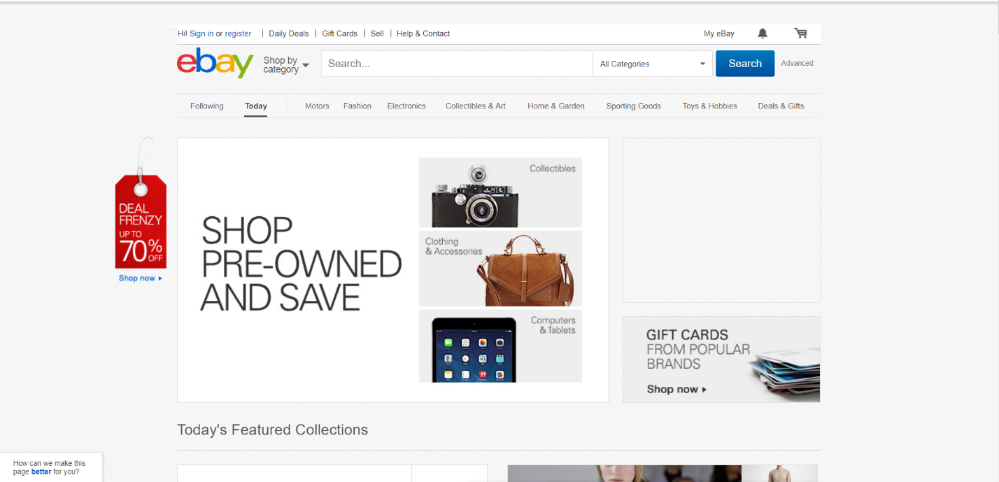 Hi! Sign in or register | Daily Deals | Gift Cards | Sell | Help & Contact My eBay
ebay
Shop by
category
Search...
All Categories
Search
Advanced
Following Today Motors Fashion Electronics Collectibles & Art Home & Garden Sporting Goods Toys & Hobbies Deals & Gifts
DEAL
FRENZY
UP TO
70% OFF
Shop now
SHOP
PRE-OWNED
AND SAVE
Collectibles
Clothing
& Accessories
Computers
& Tablets
GIFT CARDS
FROM POPULAR
BRANDS
Shop now
Today's Featured Collections
How can we make this
page better for you?